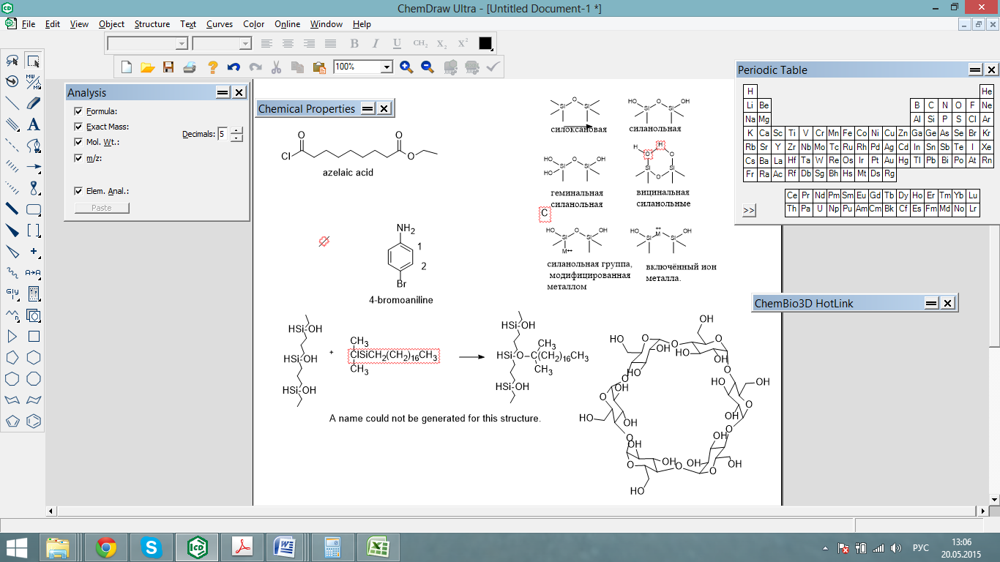 ChemDraw Ultra - [Untitled Document-1 *]
File Edit View Object Structure Text Curves Color Online Window Help
B I U CH2 X2 X2
100%
Analysis
Formula:
Exact Mass:
Decimals: 5
Mol. Wt.:
m/z:
Elem. Anal.:
Paste
Chemical Properties
O O
Cl O
azelaic acid
NH2
1
2
Br
4-bromoaniline
O
Si Si
силоксановая
HO O OH
Si Si
силанольная
HO O OH
Si Si
HO
геминальная
силанольная
H H
O O
Si Si
O
вицинальная
силанольные
C
HO O OH
Si Si
M++
силанольная группа,
модифицированная
металлом
HO ++ OH
Si M Si
включённый ион
металла.
HSi-OH
HSi-OH
HSi-OH
+
CH3
ClSiCH2(CH2)16CH3
CH3
HSi-OH
CH3
HSi O–C(CH2)16CH3
CH3
HSi-OH
A name could not be generated for this structure.
OH
HO O O O
OH HO OH
HO O
O HO OH
OH
O O
HO OH OH O
O OH
OH
O OH O OH O OH
HO
Periodic Table
H He
Li Be B C N O F Ne
Na Mg Al Si P S Cl Ar
K Ca Sc Ti V Cr Mn Fe Co Ni Cu Zn Ga Ge As Se Br Kr
Rb Sr Y Zr Nb Mo Tc Ru Rh Pd Ag Cd In Sn Sb Te I Xe
Cs Ba La Hf Ta W Re Os Ir Pt Au Hg Tl Pb Bi Po At Rn
Fr Ra Ac Rf Db Sg Bh Hs Mt Ds Rg
Ce Pr Nd Pm Sm Eu Gd Tb Dy Ho Er Tm Yb Lu
>> Th Pa U Np Pu Am Cm Bk Cf Es Fm Md No Lr
ChemBio3D HotLink
MW
A
A→A
Gly
РУС
13:06
20.05.2015